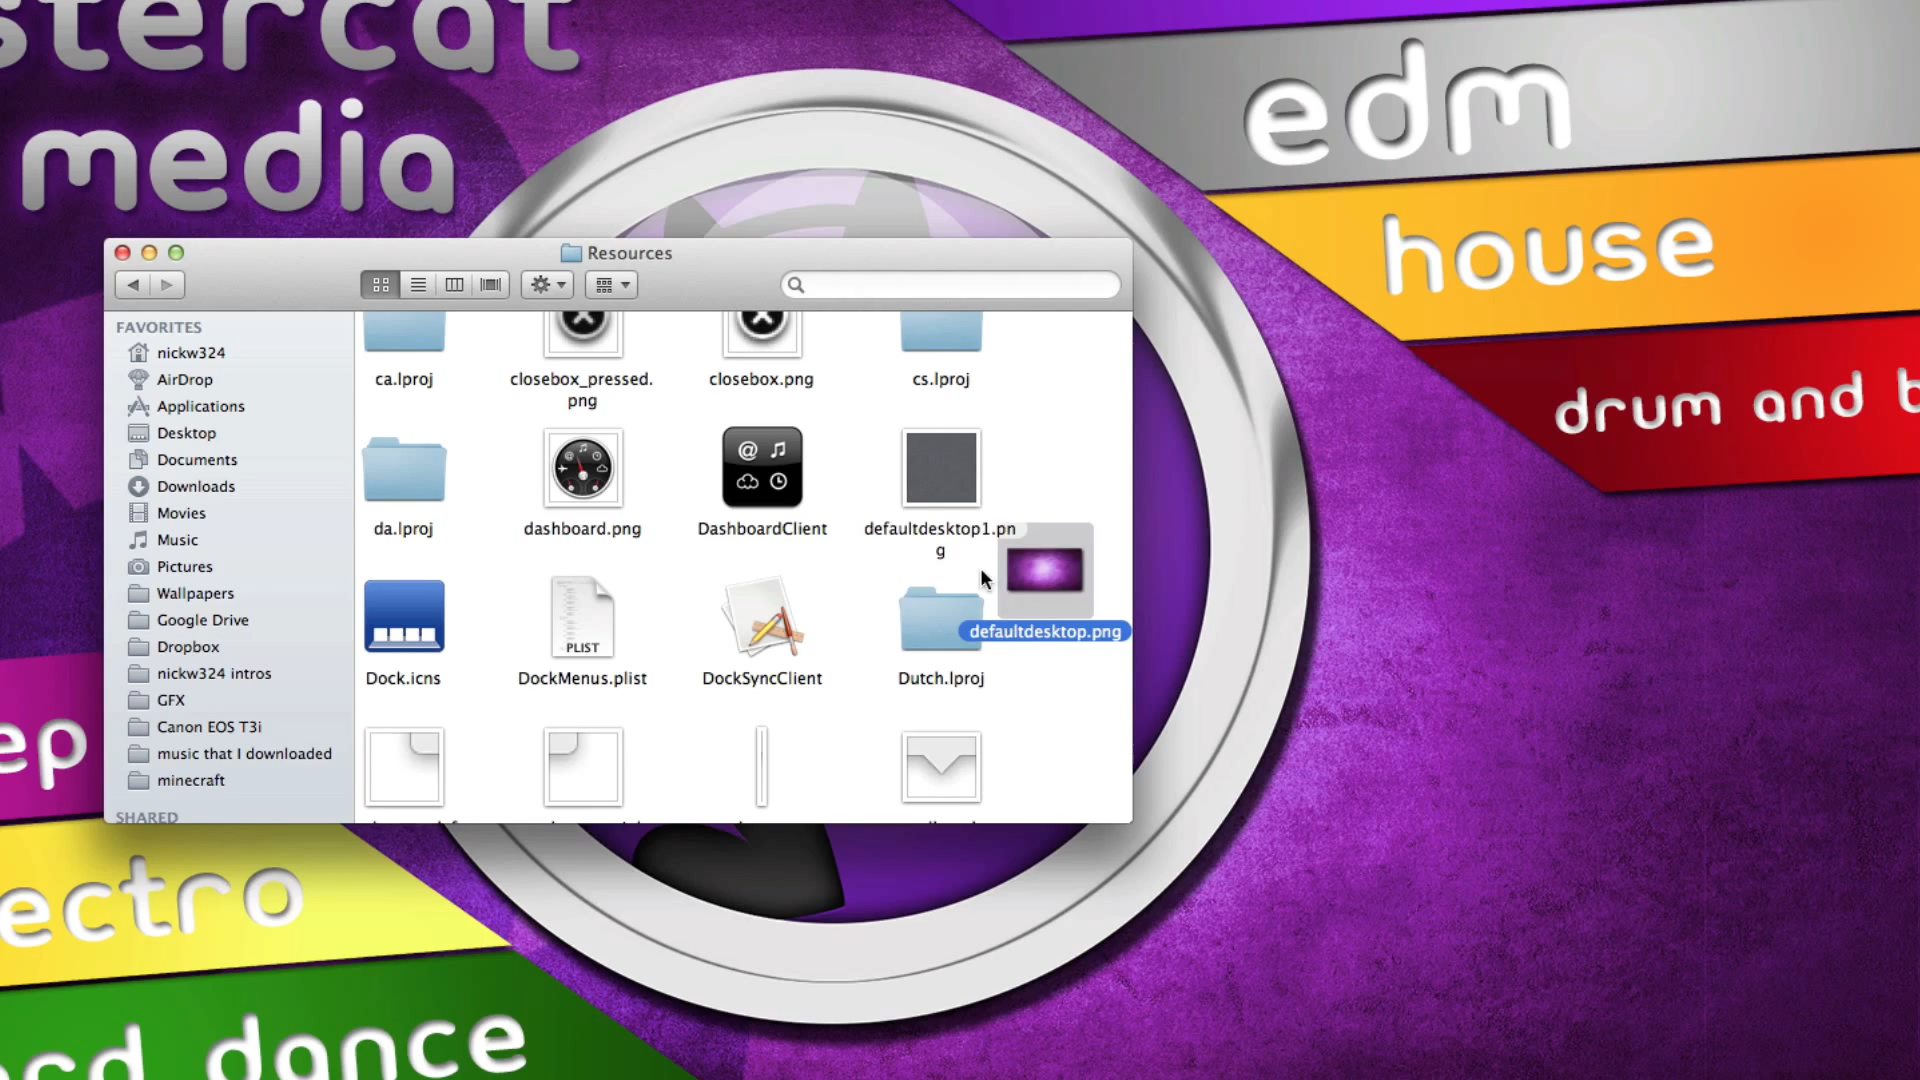 stercat
media
edm
house
drum and b
Resources
FAVORITES
nickw324
AirDrop
Applications
Desktop
Documents
Downloads
Movies
Music
Pictures
Wallpapers
Google Drive
Dropbox
nickw324 intros
GFX
Canon EOS T3i
music that I downloaded
minecraft
SHARED
ca.lproj
closebox_pressed.
png
closebox.png
cs.lproj
da.lproj
dashboard.png
DashboardClient
defaultdesktop1.pn
g
defaultdesktop.png
Dock.icns
PLIST
DockMenus.plist
DockSyncClient
Dutch.lproj
ep
ectro
rd dance